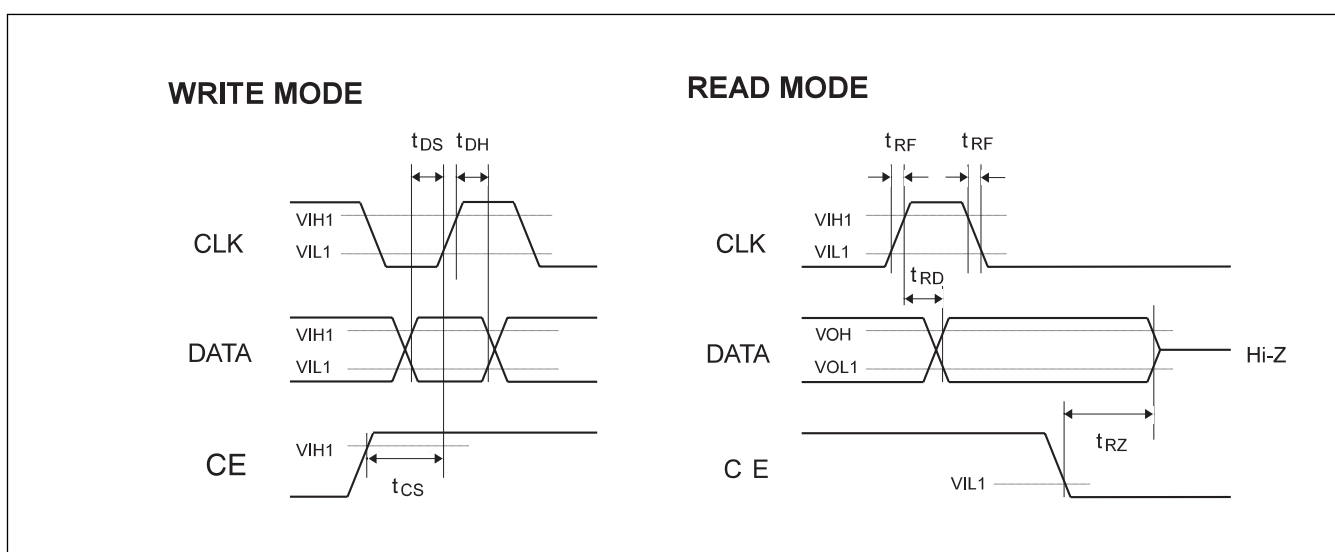 WRITE MODE
tDS tDH
VIH1
CLK
VIL1
VIH1
DATA
VIL1
VIH1
CE
tCS
READ MODE
tRF tRF
VIH1
CLK
VIL1
tRD
VOH
DATA
VOL1
Hi-Z
tRZ
C E
VIL1